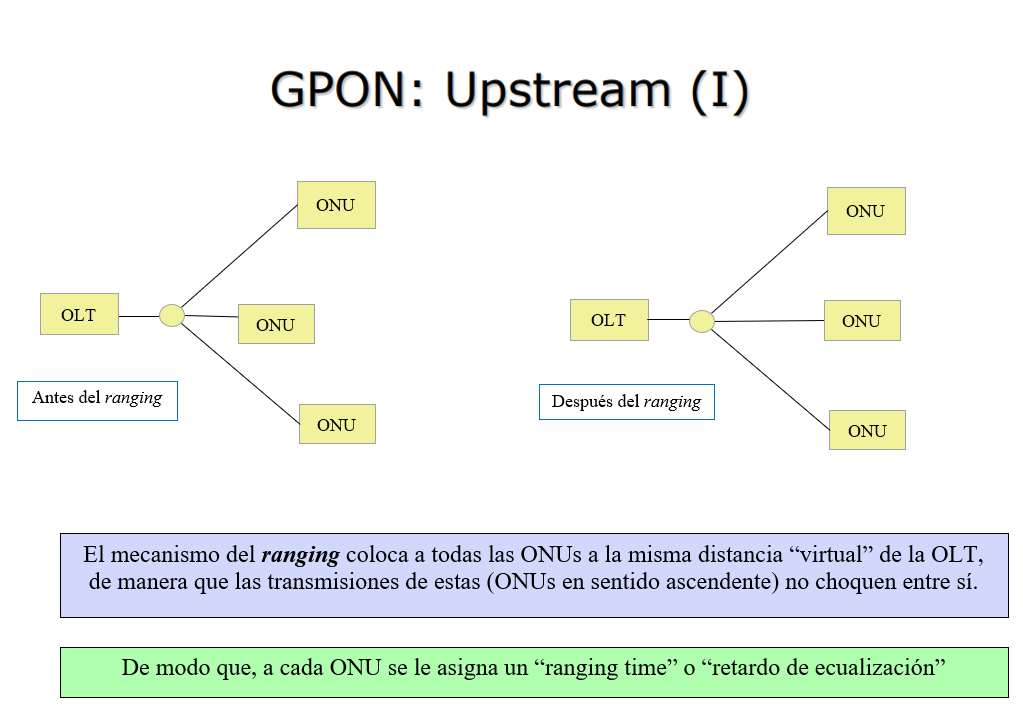 GPON: Upstream (I)
ONU
OLT
ONU
ONU
Antes del ranging
ONU
OLT
ONU
ONU
Después del ranging
El mecanismo del ranging coloca a todas las ONUs a la misma distancia “virtual” de la OLT,
de manera que las transmisiones de estas (ONUs en sentido ascendente) no choquen entre sí.
De modo que, a cada ONU se le asigna un “ranging time” o “retardo de ecualización”